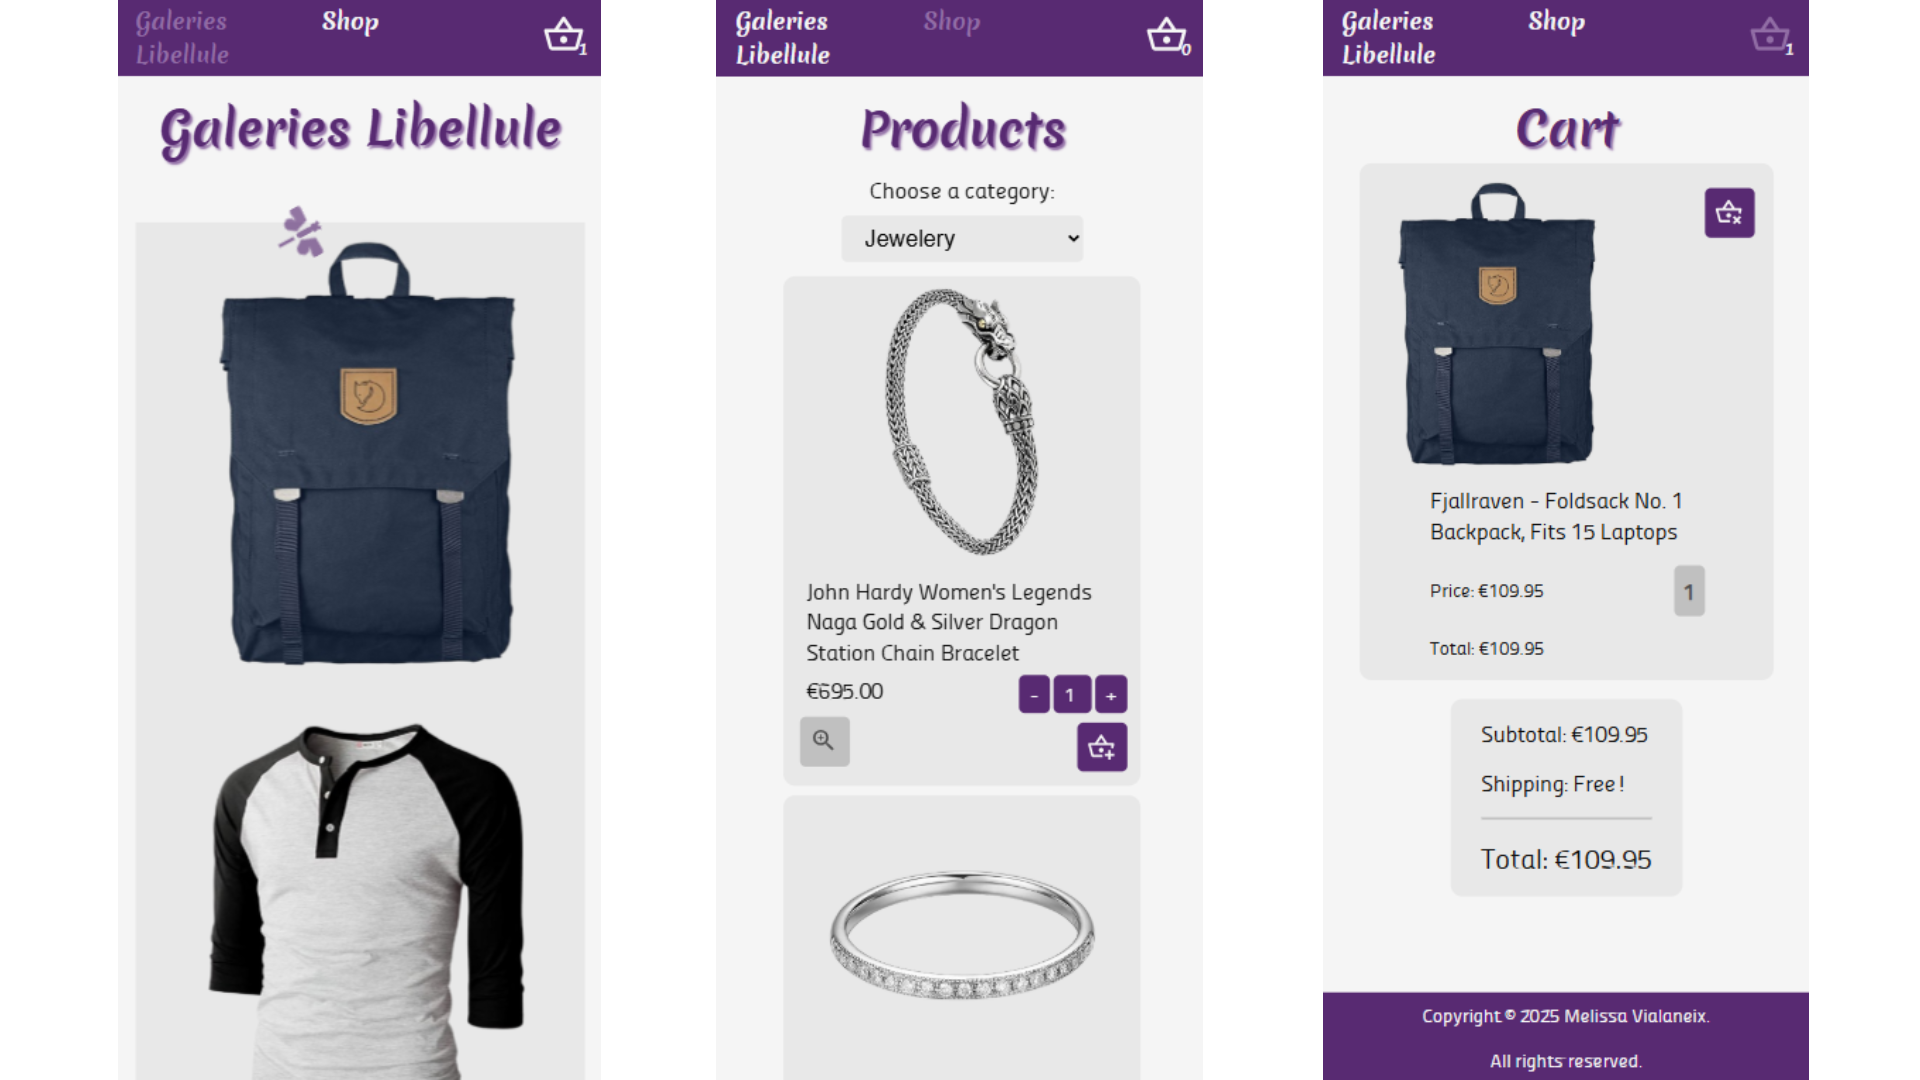 Galeries
Libellule
Shop
1
Galeries Libellule
Galeries
Libellule
Shop
0
Products
Choose a category:
Jewelery
John Hardy Women's Legends
Naga Gold & Silver Dragon
Station Chain Bracelet
€695.00
- 1 +
Galeries
Libellule
Shop
1
Cart
Fjallraven - Foldsack No. 1
Backpack, Fits 15 Laptops
Price: €109.95
1
Total: €109.95
Subtotal: €109.95
Shipping: Free !
Total: €109.95
Copyright © 2025 Melissa Vialaneix.
All rights reserved.